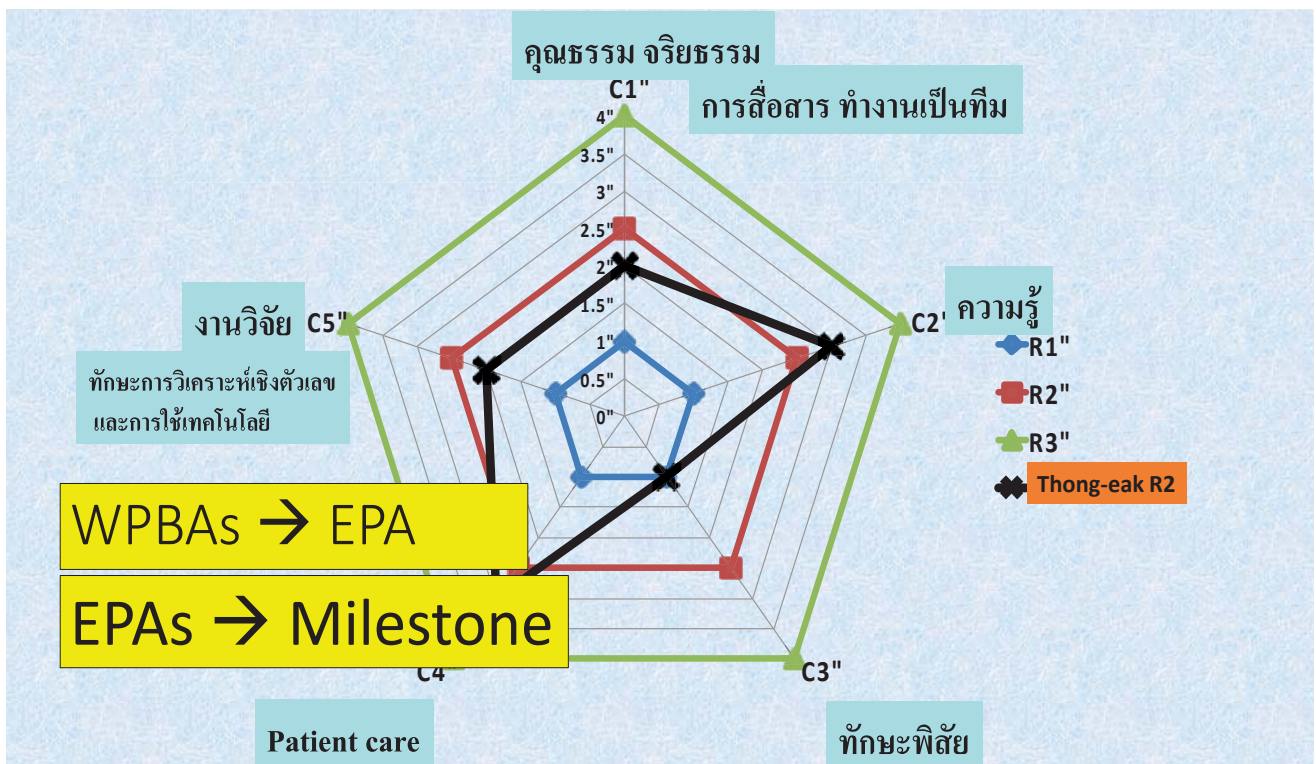 คุณธรรม จริยธรรม
C1"
การสื่อสาร ทำงานเป็นทีม
4"
3.5"
3"
2.5"
2"
1.5"
1"
0.5"
0"
งานวิจัย
C5"
ทักษะการวิเคราะห์เชิงตัวเลข
และการใช้เทคโนโลยี
C2"
ความรู้
R1"
R2"
R3"
Thong-eak R2
WPBAs → EPA
EPAs → Milestone
C4
C3"
Patient care
ทักษะพิสัย